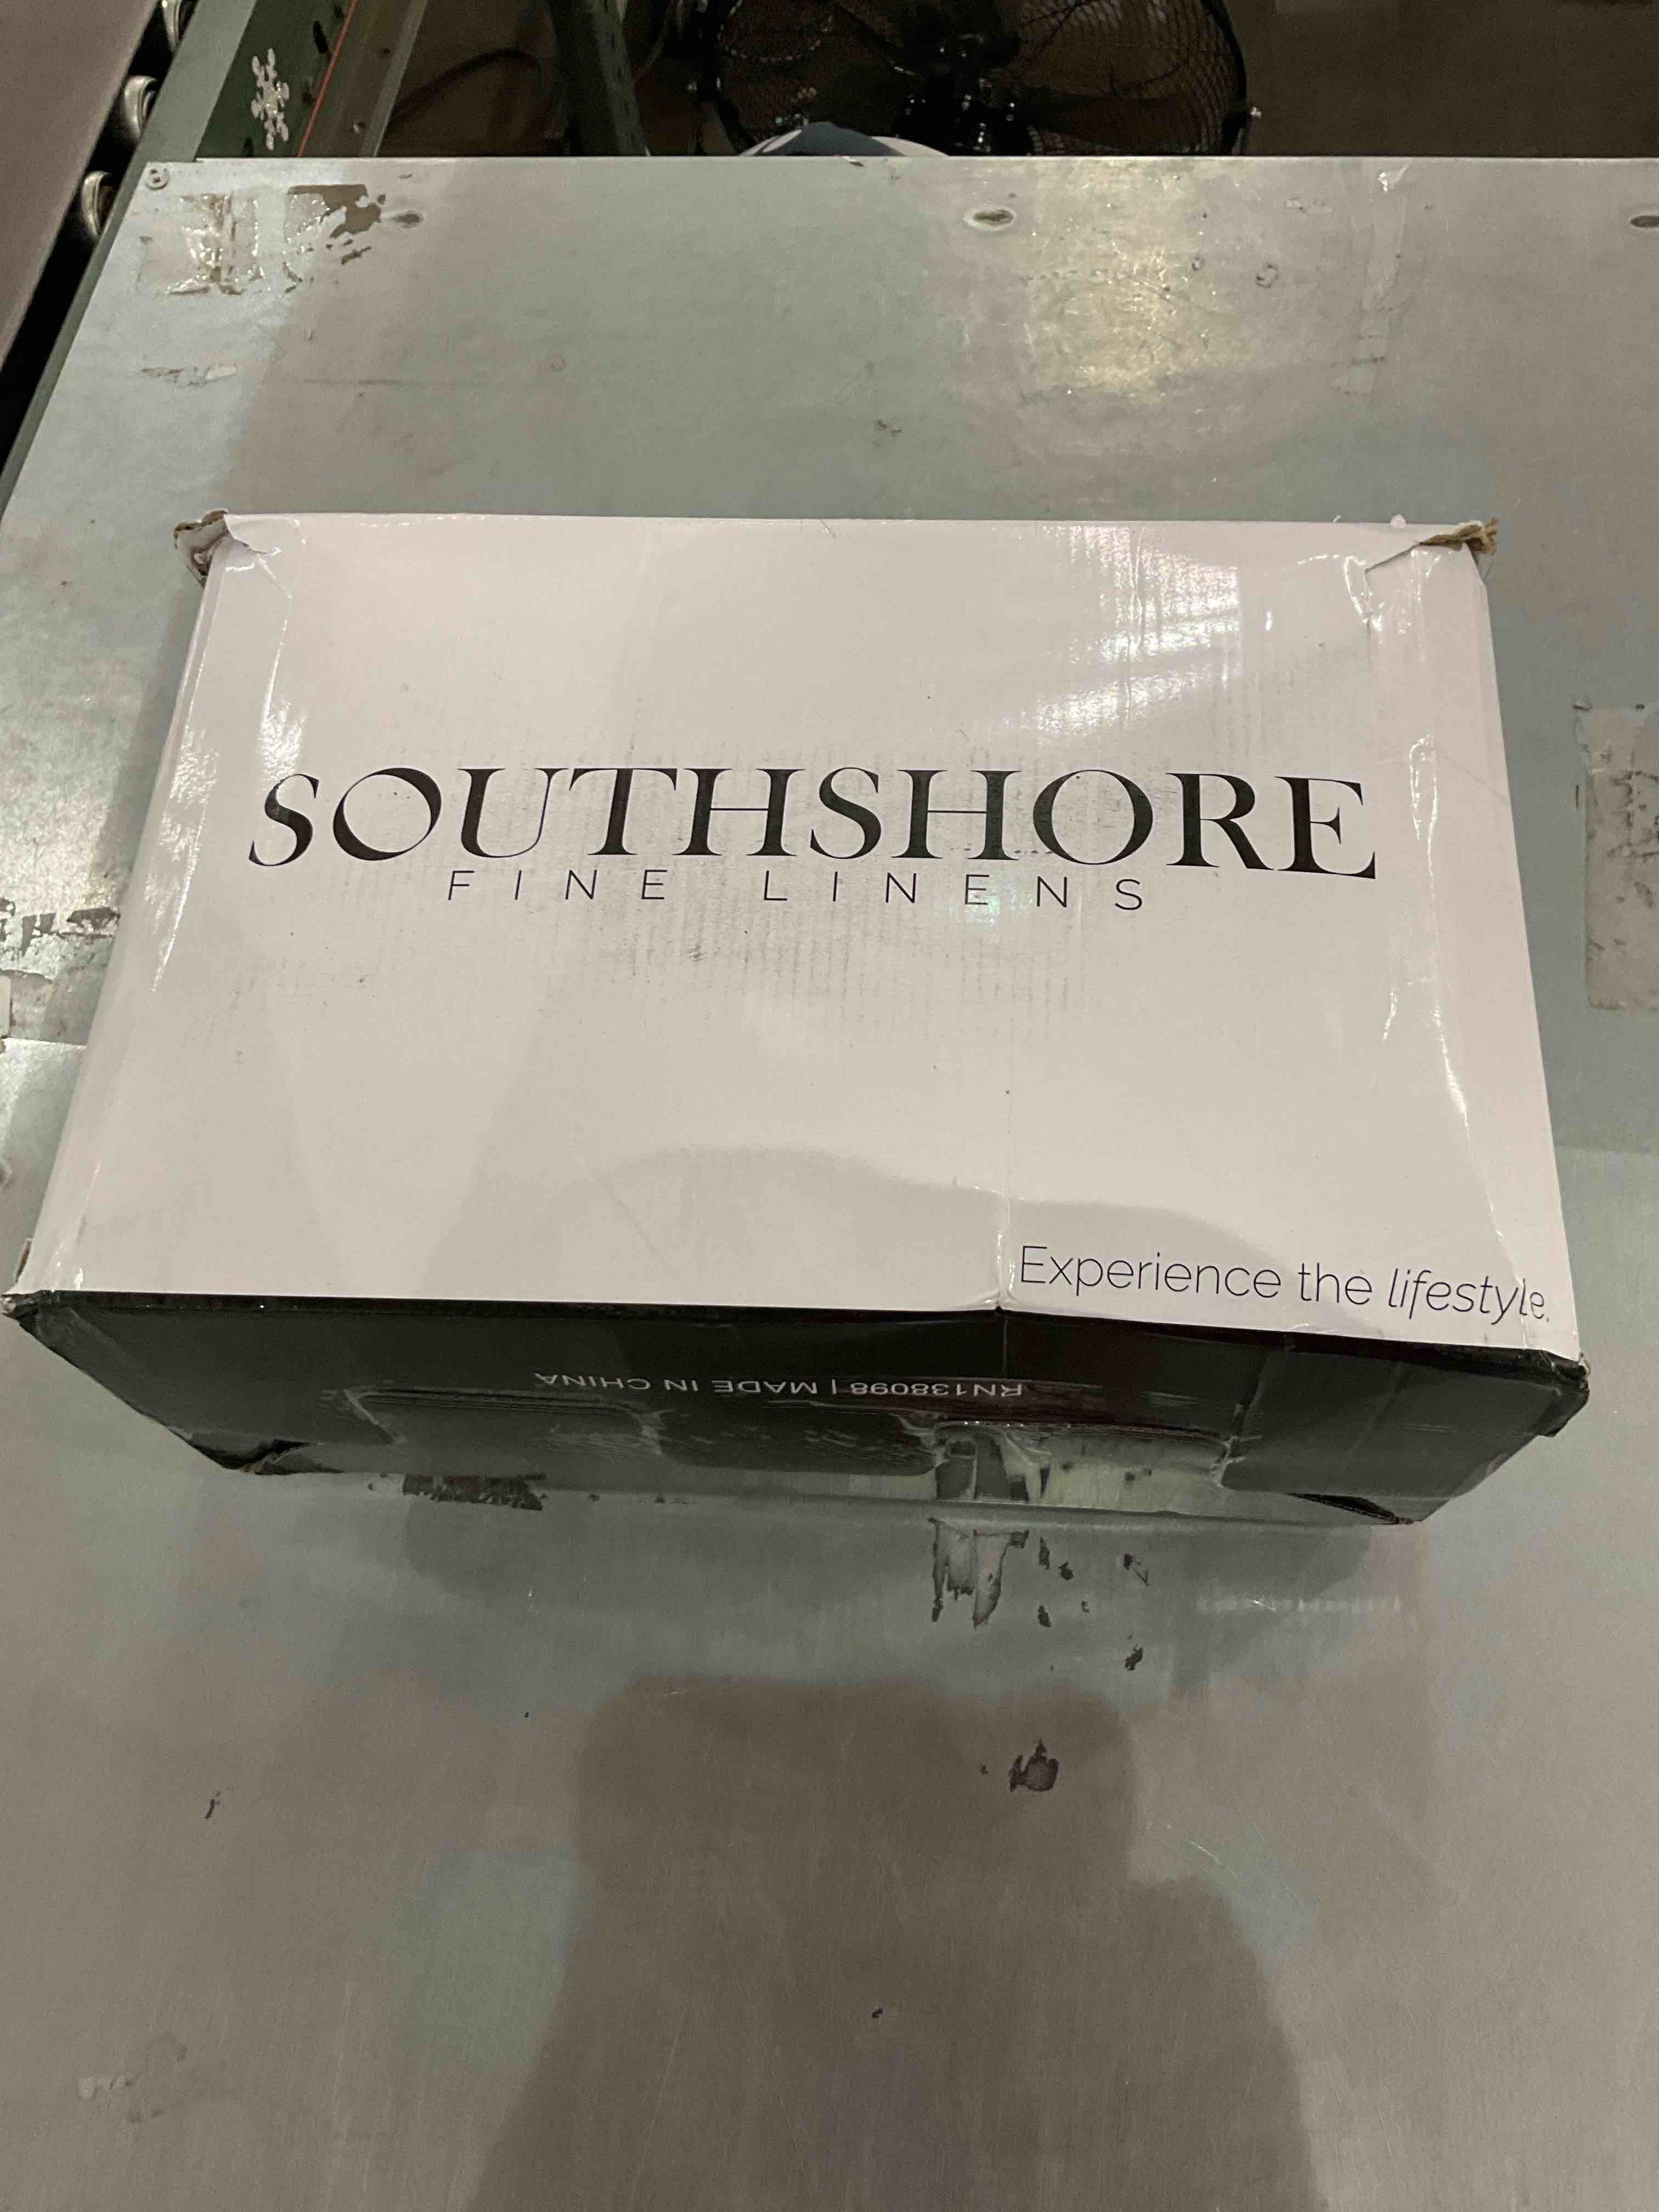 SOUTHSHORE
FINE LINENS
Experience the lifestyle.
RN138098 | MADE IN CHINA